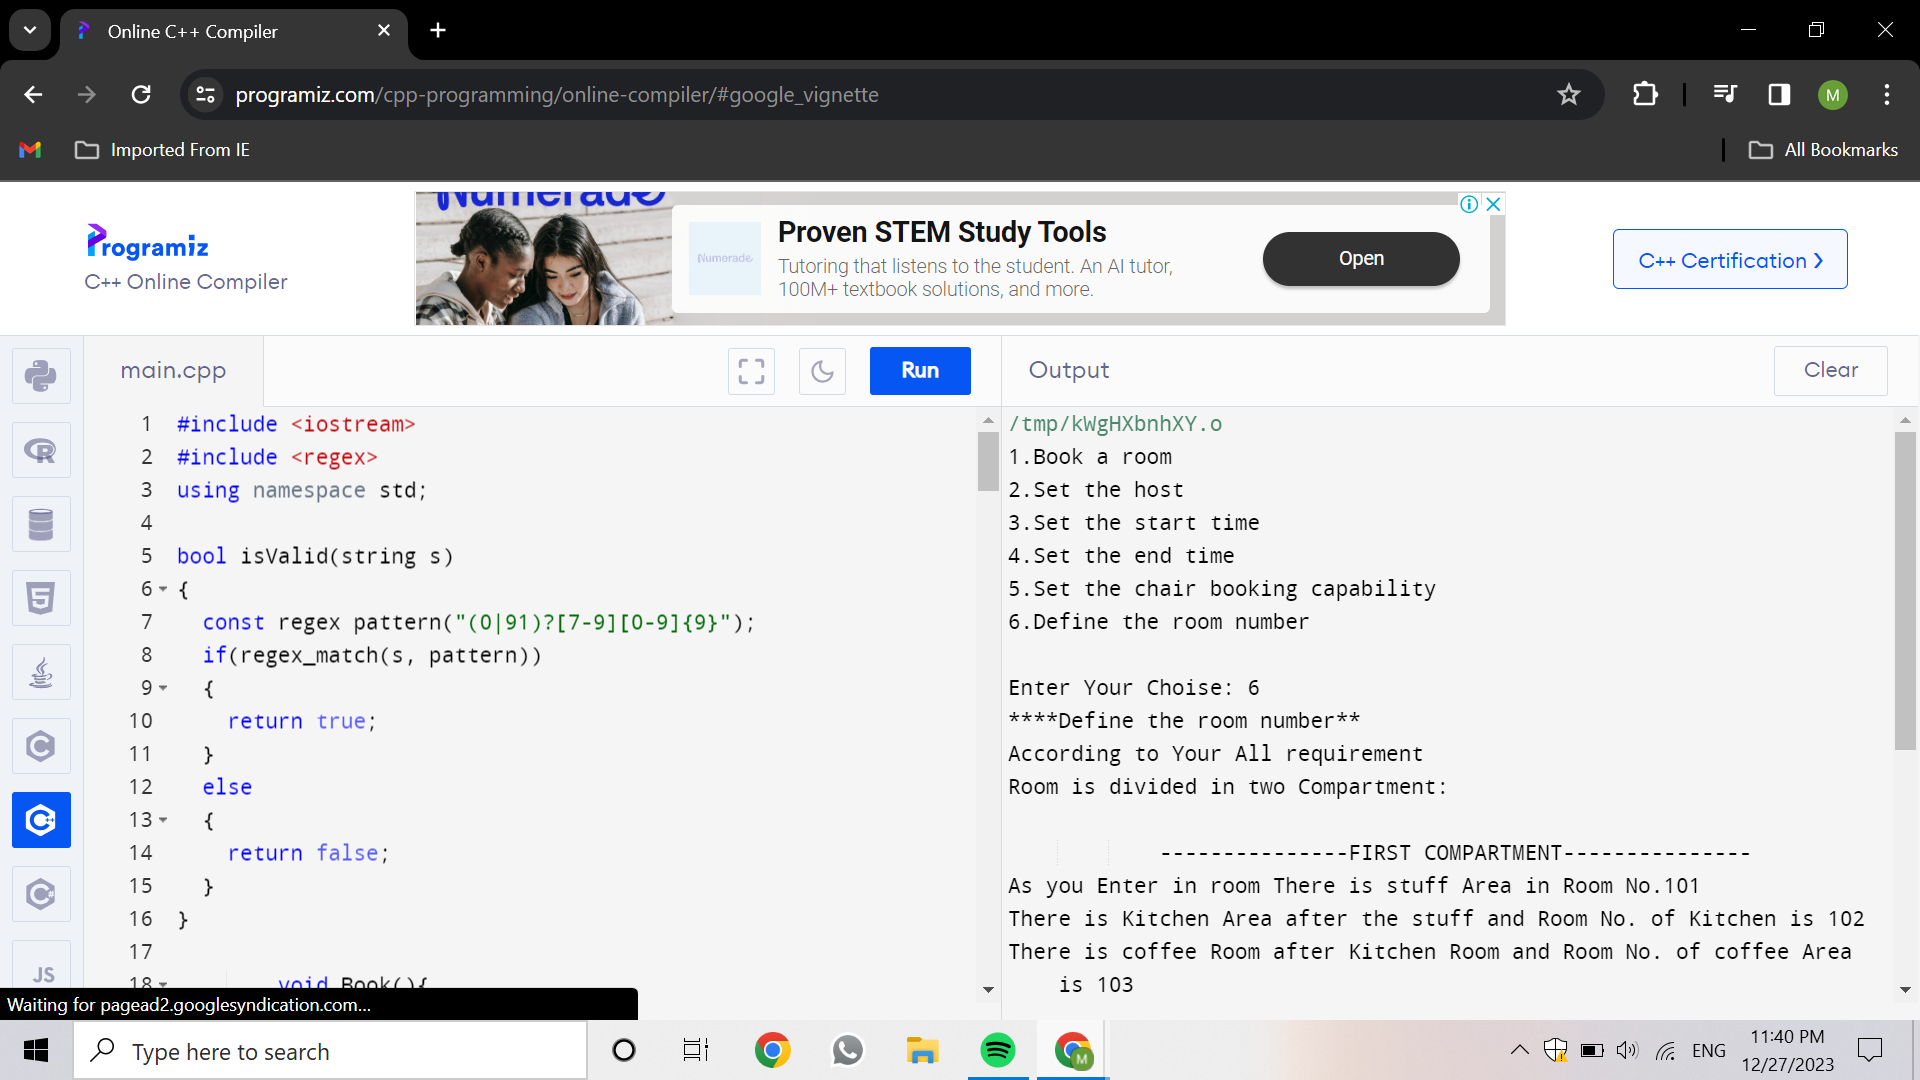 Online C++ Compiler
programiz.com/cpp-programming/online-compiler/#google_vignette
M
Imported From IE
All Bookmarks
Programiz
C++ Online Compiler
Numerade
Numerade
Proven STEM Study Tools
Tutoring that listens to the student. An AI tutor,
100M+ textbook solutions, and more.
Open
C++ Certification
main.cpp
Run
1 #include <iostream>
2 #include <regex>
3 using namespace std;
4
5 bool isValid(string s)
6 {
7 const regex pattern("(0|91)?[7-9][0-9]{9}");
8 if(regex_match(s, pattern))
9 {
10 return true;
11 }
12 else
13 {
14 return false;
15 }
16 }
17
18 void Book(){
Output
Clear
/tmp/kWgHXbnhXY.o
1.Book a room
2.Set the host
3.Set the start time
4.Set the end time
5.Set the chair booking capability
6.Define the room number
Enter Your Choise: 6
****Define the room number**
According to Your All requirement
Room is divided in two Compartment:
---------------FIRST COMPARTMENT---------------
As you Enter in room There is stuff Area in Room No.101
There is Kitchen Area after the stuff and Room No. of Kitchen is 102
There is coffee Room after Kitchen Room and Room No. of coffee Area
is 103
JS
Waiting for pagead2.googlesyndication.com...
Type here to search
M
ENG
11:40 PM
12/27/2023